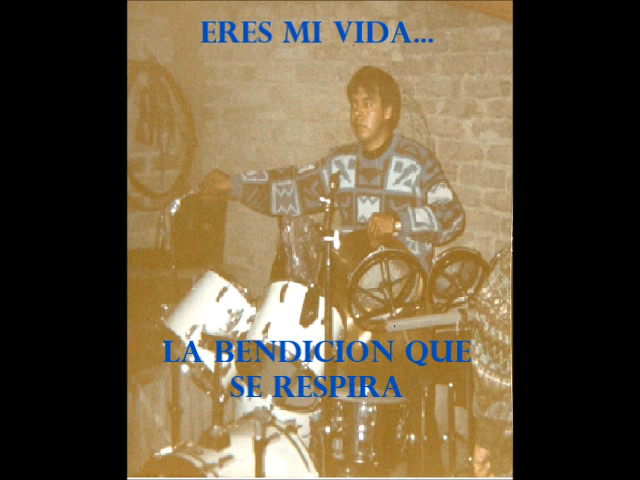 ERES MI VIDA...
LA BENDICION QUE
SE RESPIRA